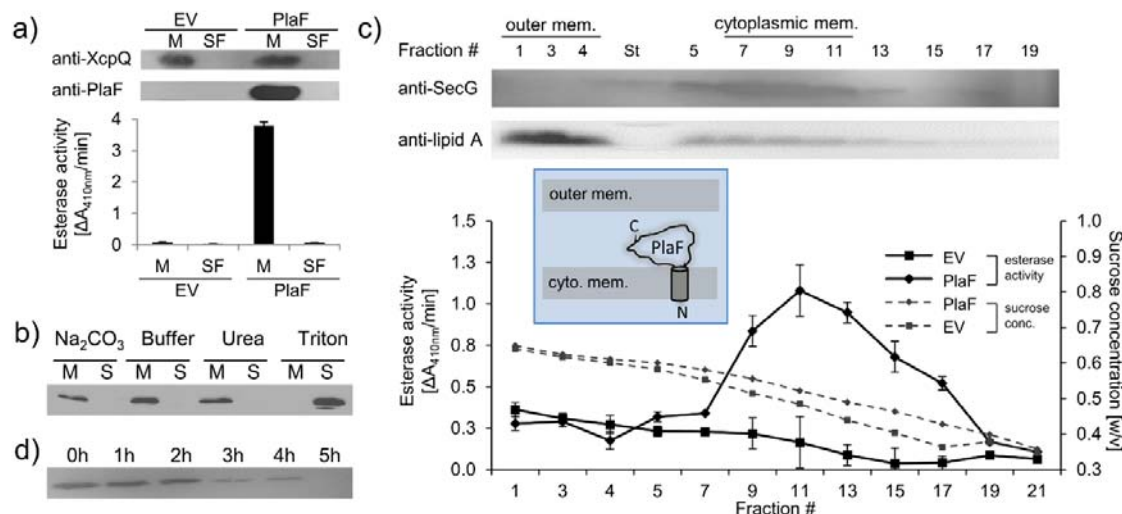 a)
EV PlaF
M SF M SF
anti-XcpQ
anti-PlaF
Esterase activity
[ΔA410nm/min]
4
3
2
1
0
M SF M SF
EV PlaF
b)
Na2CO3 Buffer Urea Triton
M S M S M S M S
d)
0h 1h 2h 3h 4h 5h
c)
outer mem. cytoplasmic mem.
Fraction # 1 3 4 St 5 7 9 11 13 15 17 19
anti-SecG
anti-lipid A
outer mem.
C
PlaF
cyto. mem.
N
Esterase activity
[ΔA410nm/min]
1.5
1.3
1.0
0.8
0.5
0.3
0.0
EV
PlaF
esterase
activity
PlaF
EV
sucrose
conc.
1.0
0.9
0.8
0.7
0.6
0.5
0.4
0.3
Sucrose concentration
[w/v]
1 3 4 5 7 9 11 13 15 17 19 21
Fraction #